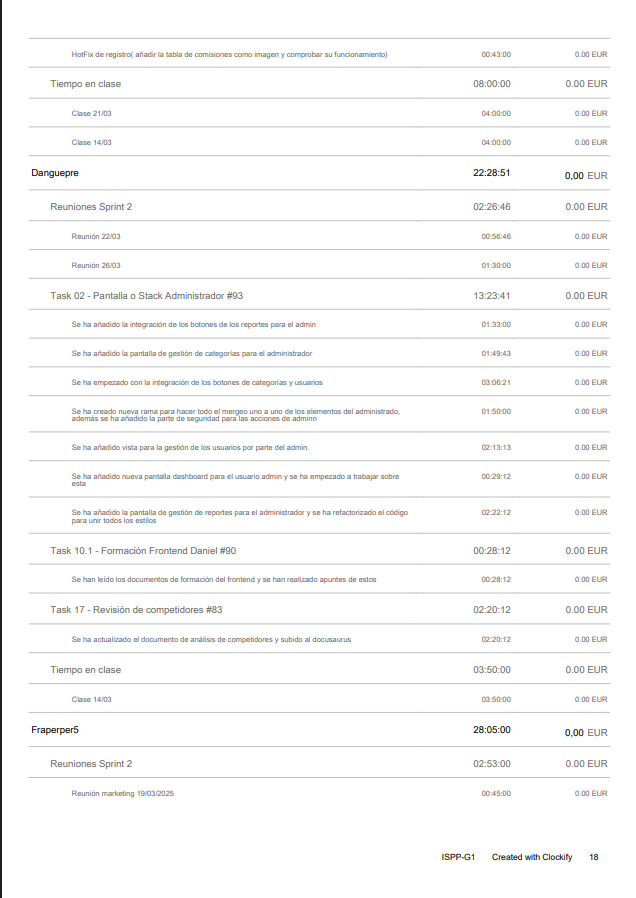 HotFix de registro( añadir la tabla de comisiones como imagen y comprobar su funcionamiento) 00:43:00 0.00 EUR
Tiempo en clase 08:00:00 0.00 EUR
Clase 21/03 04:00:00 0.00 EUR
Clase 14/03 04:00:00 0.00 EUR
Danguepre 22:28:51 0,00 EUR
Reuniones Sprint 2 02:26:46 0.00 EUR
Reunión 22/03 00:56:46 0.00 EUR
Reunión 26/03 01:30:00 0.00 EUR
Task 02 - Pantalla o Stack Administrador #93 13:23:41 0.00 EUR
Se ha añadido la integración de los botones de los reportes para el admin 01:33:00 0.00 EUR
Se ha añadido la pantalla de gestión de categorías para el administrador 01:49:43 0.00 EUR
Se ha empezado con la integración de los botones de categorías y usuarios 03:06:21 0.00 EUR
Se ha creado nueva rama para hacer todo el mergeo uno a uno de los elementos del administrado, 01:50:00 0.00 EUR
además se ha añadido la parte de seguridad para las acciones de adminn
Se ha añadido vista para la gestión de los usuarios por parte del admin. 02:13:13 0.00 EUR
Se ha añadido nueva pantalla dashboard para el usuario admin y se ha empezado a trabajar sobre 00:29:12 0.00 EUR
esta
Se ha añadido la pantalla de gestión de reportes para el administrador y se ha refactorizado el código 02:22:12 0.00 EUR
para unir todos los estilos
Task 10.1 - Formación Frontend Daniel #90 00:28:12 0.00 EUR
Se han leído los documentos de formación del frontend y se han realizado apuntes de estos 00:28:12 0.00 EUR
Task 17 - Revisión de competidores #83 02:20:12 0.00 EUR
Se ha actualizado el documento de análisis de competidores y subido al docusaurus 02:20:12 0.00 EUR
Tiempo en clase 03:50:00 0.00 EUR
Clase 14/03 03:50:00 0.00 EUR
Fraperper5 28:05:00 0,00 EUR
Reuniones Sprint 2 02:53:00 0.00 EUR
Reunión marketing 19/03/2025 00:45:00 0.00 EUR
ISPP-G1 Created with Clockify 18